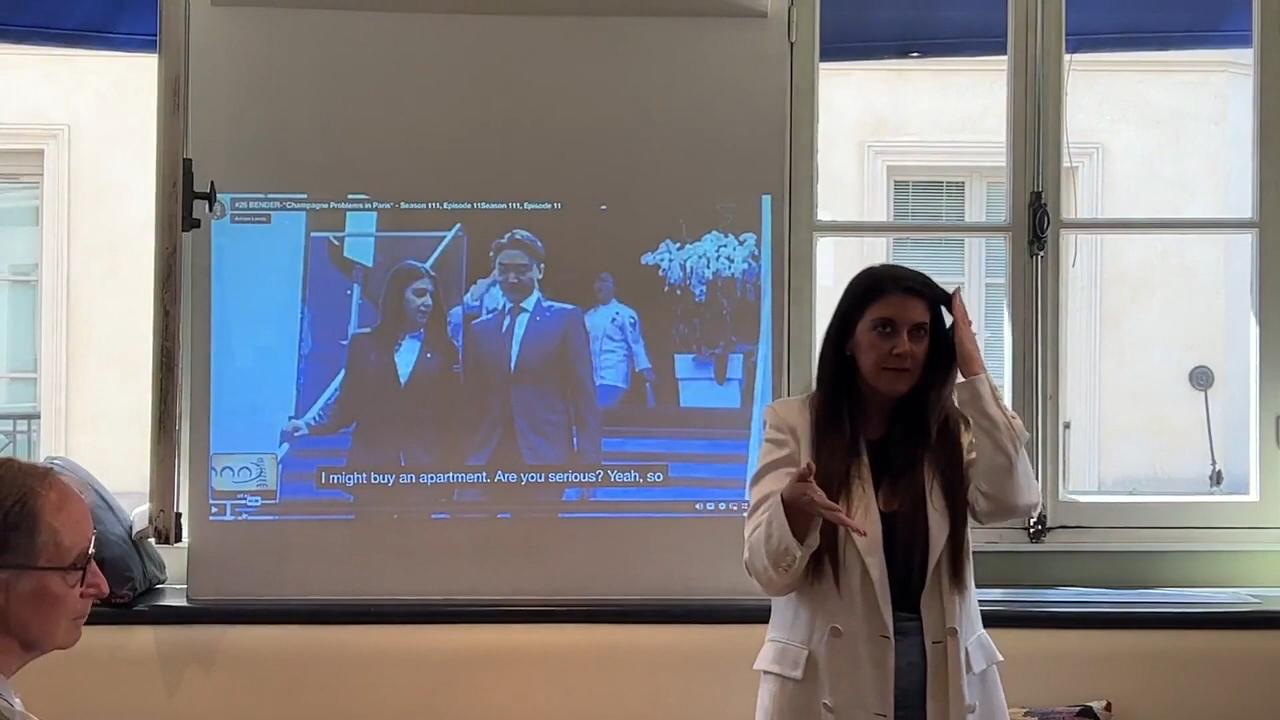 #26 BENDER-"Champagne Problems in Paris" - Season 111, Episode 11Season 111, Episode 11
I might buy an apartment. Are you serious? Yeah, so